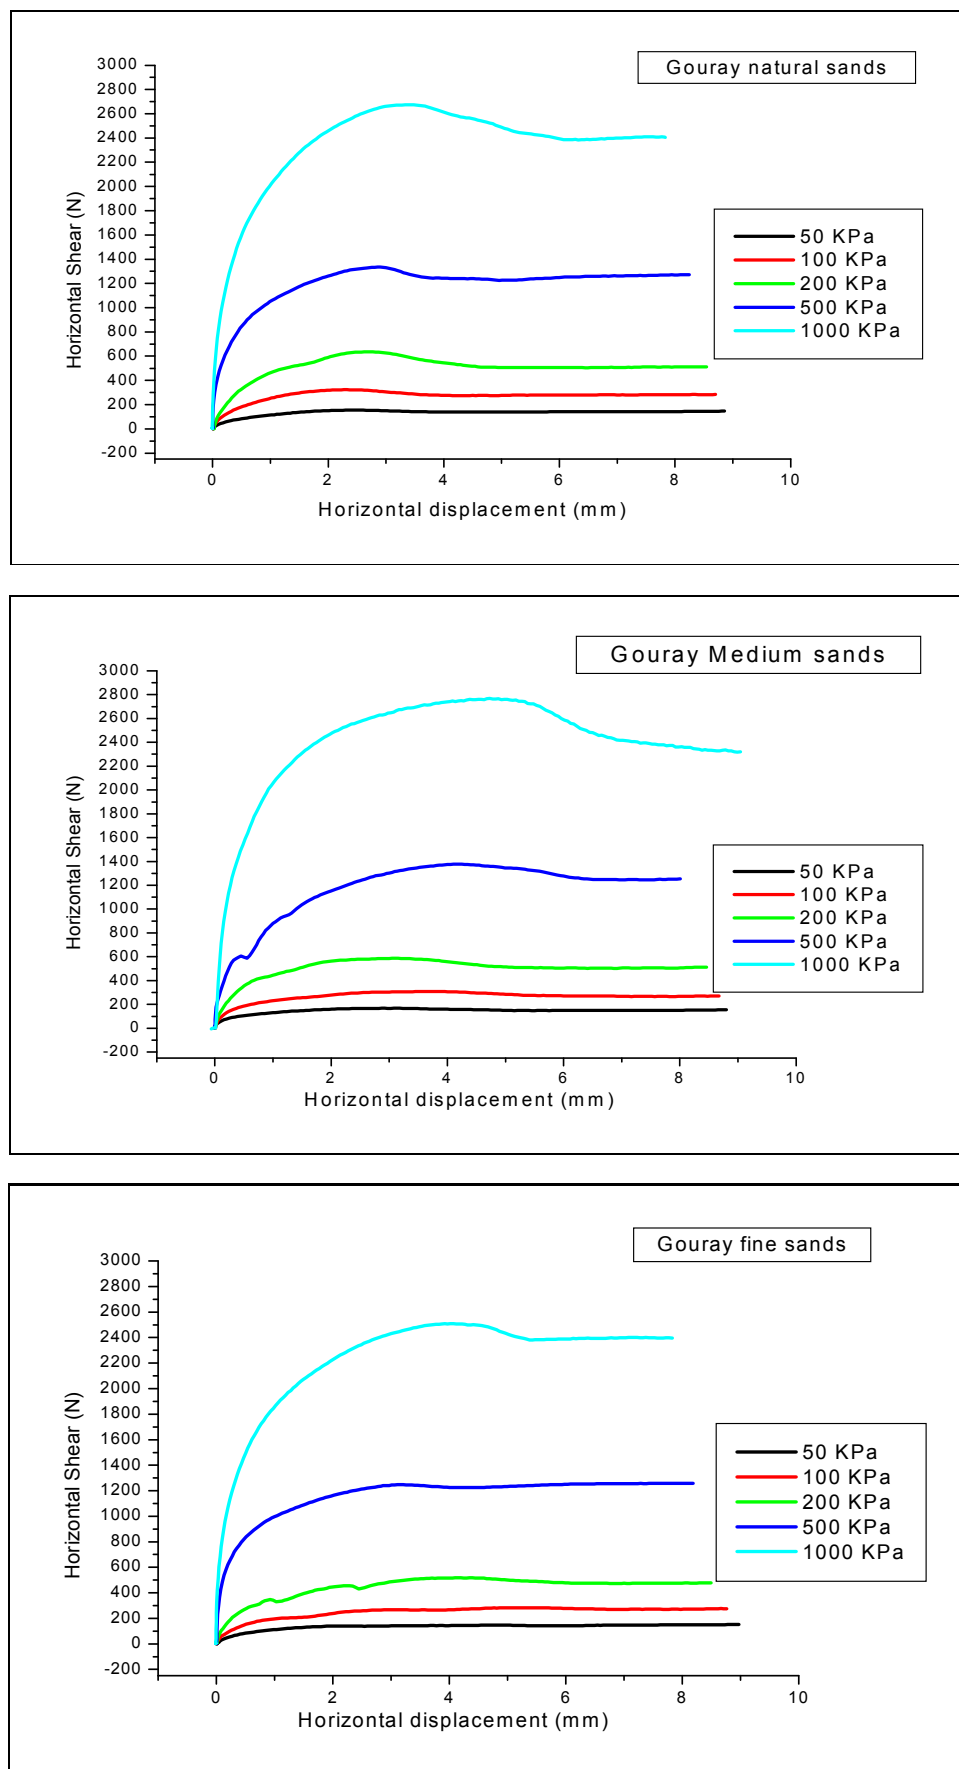 Gouray natural sands
3000
2800
2600
2400
2200
2000
1800
1600
1400
1200
1000
800
600
400
200
0
-200
Horizontal Shear (N)
50 KPa
100 KPa
200 KPa
500 KPa
1000 KPa
0 2 4 6 8 10
Horizontal displacement (mm)
Gouray Medium sands
3000
2800
2600
2400
2200
2000
1800
1600
1400
1200
1000
800
600
400
200
0
-200
Horizontal Shear (N)
50 KPa
100 KPa
200 KPa
500 KPa
1000 KPa
0 2 4 6 8 10
Horizontal displacement (mm)
Gouray fine sands
3000
2800
2600
2400
2200
2000
1800
1600
1400
1200
1000
800
600
400
200
0
-200
Horizontal Shear (N)
50 KPa
100 KPa
200 KPa
500 KPa
1000 KPa
0 2 4 6 8 10
Horizontal displacement (mm)